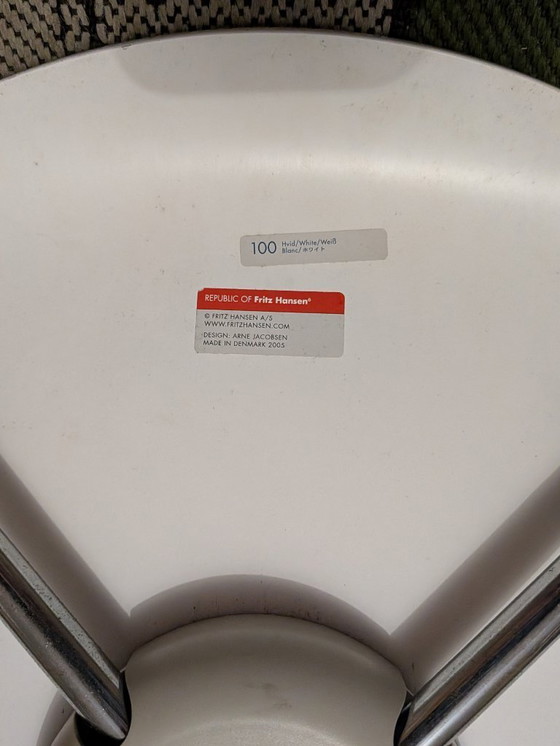 100 Hvid/White/Weiß
Blanc/ホワイト
REPUBLIC OF Fritz Hansen®
© FRITZ HANSEN A/S
WWW.FRITZHANSEN.COM
DESIGN: ARNE JACOBSEN
MADE IN DENMARK 2005